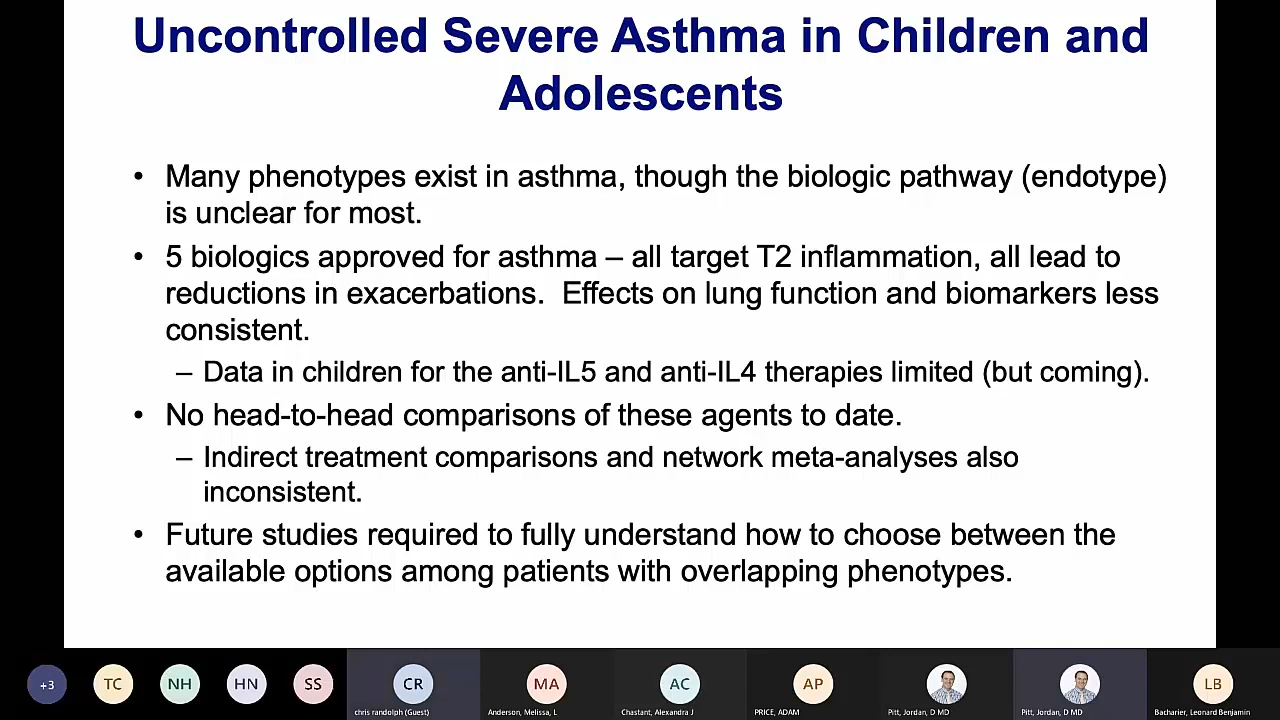 Uncontrolled Severe Asthma in Children and
Adolescents
• Many phenotypes exist in asthma, though the biologic pathway (endotype)
is unclear for most.
• 5 biologics approved for asthma – all target T2 inflammation, all lead to
reductions in exacerbations.  Effects on lung function and biomarkers less
consistent.
– Data in children for the anti-IL5 and anti-IL4 therapies limited (but coming).
• No head-to-head comparisons of these agents to date.
– Indirect treatment comparisons and network meta-analyses also
inconsistent.
• Future studies required to fully understand how to choose between the
available options among patients with overlapping phenotypes.
+3 TC NH HN SS CR MA AC AP LB
chris randolph (Guest) Anderson, Melissa, L Chastant, Alexandra J PRICE, ADAM Pitt, Jordan, D MD Pitt, Jordan, D MD Bacharier, Leonard Benjamin